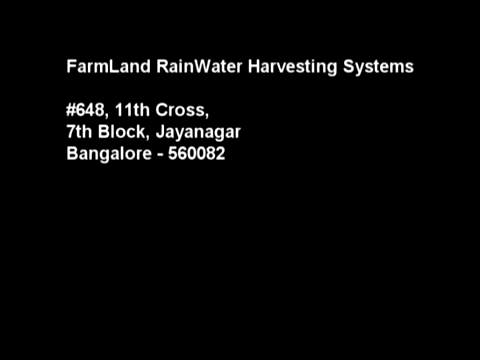 FarmLand RainWater Harvesting Systems
#648, 11th Cross,
7th Block, Jayanagar
Bangalore - 560082